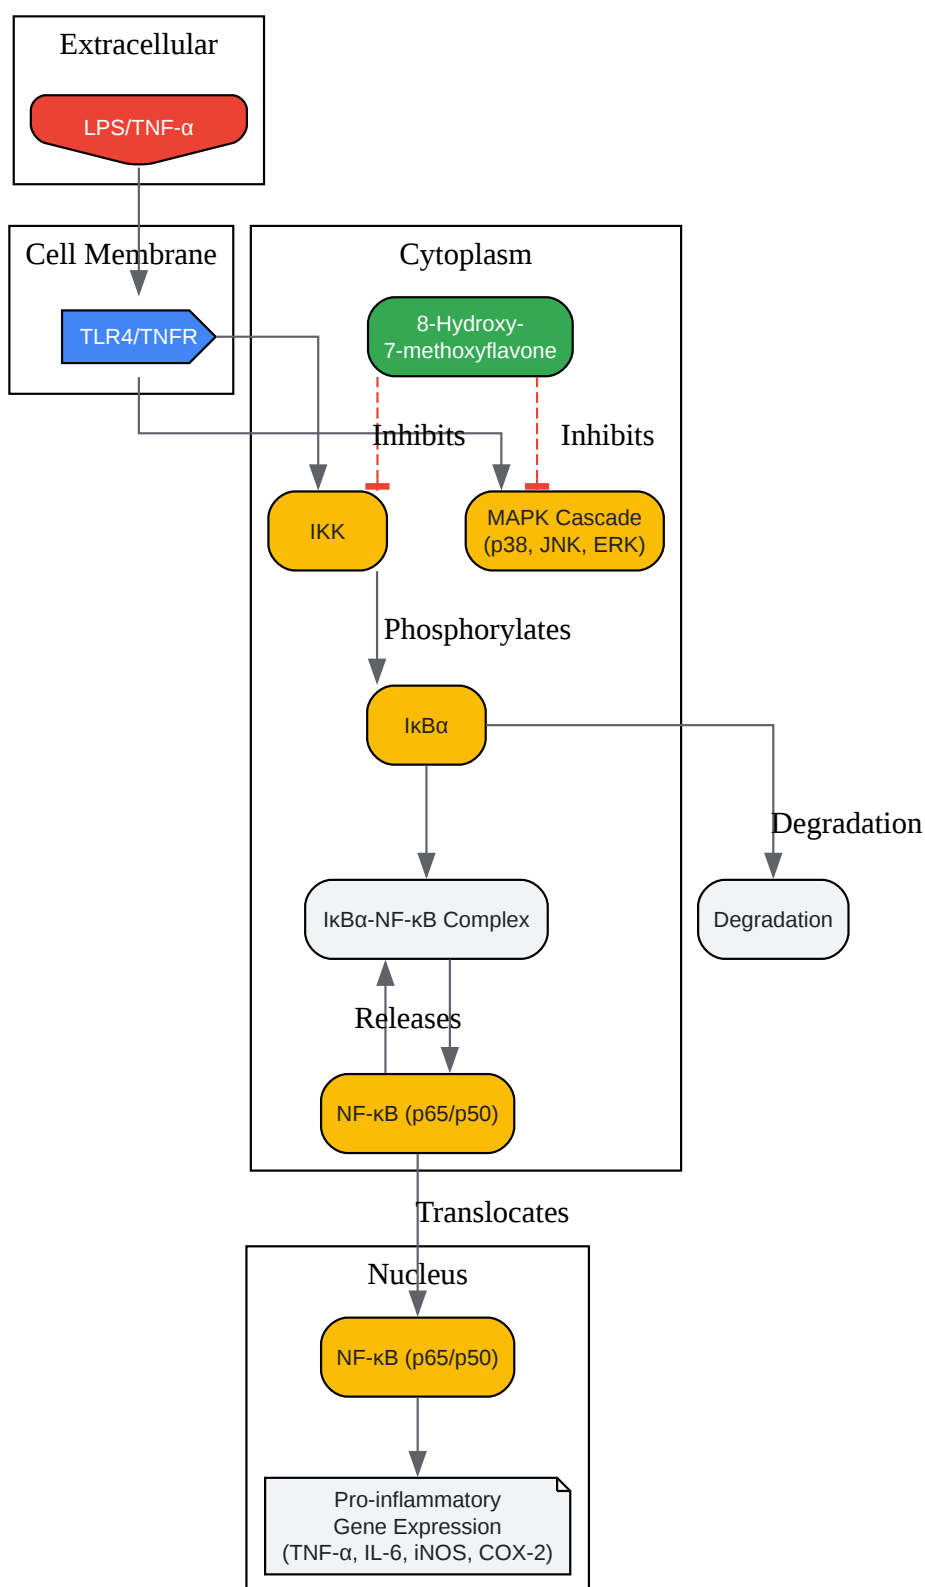 Extracellular
LPS/TNF-α
Cell Membrane
TLR4/TNFR
Cytoplasm
8-Hydroxy-
7-methoxyflavone
Inhibits
Inhibits
IKK
MAPK Cascade
(p38, JNK, ERK)
Phosphorylates
IκBα
Degradation
IκBα-NF-κB Complex
Degradation
Releases
NF-κB (p65/p50)
Translocates
Nucleus
NF-κB (p65/p50)
Pro-inflammatory
Gene Expression
(TNF-α, IL-6, iNOS, COX-2)